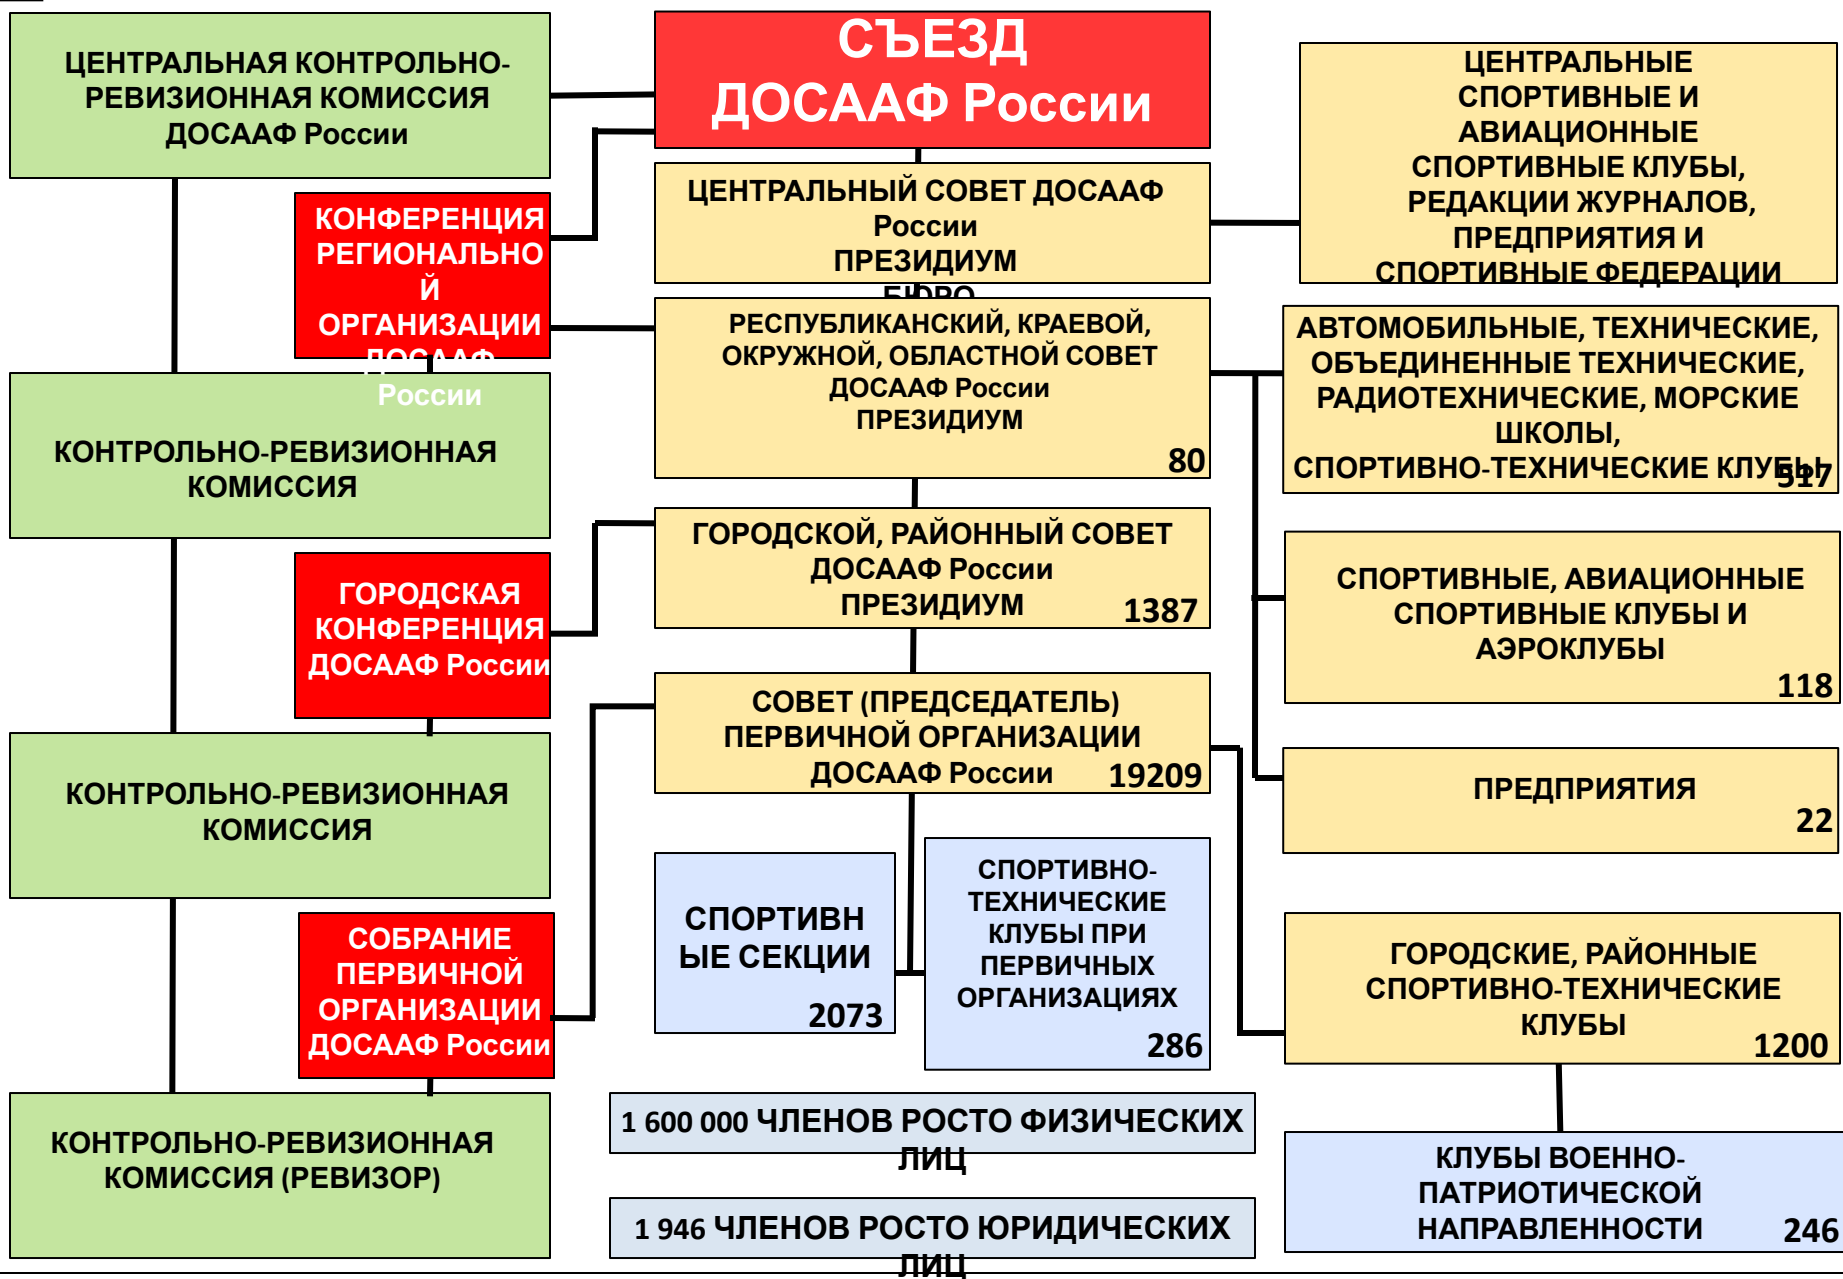 СЪЕЗД
ДОСААФ России
ЦЕНТРАЛЬНАЯ КОНТРОЛЬНО-
РЕВИЗИОННАЯ КОМИССИЯ
ДОСААФ России
ЦЕНТРАЛЬНЫЕ
СПОРТИВНЫЕ И
АВИАЦИОННЫЕ
СПОРТИВНЫЕ КЛУБЫ,
РЕДАКЦИИ ЖУРНАЛОВ,
ПРЕДПРИЯТИЯ И
СПОРТИВНЫЕ ФЕДЕРАЦИИ
ЦЕНТРАЛЬНЫЙ СОВЕТ ДОСААФ
России
ПРЕЗИДИУМ
БЮРО
КОНФЕРЕНЦИЯ
РЕГИОНАЛЬНО
Й
ОРГАНИЗАЦИИ
ДОСААФ
России
РЕСПУБЛИКАНСКИЙ, КРАЕВОЙ,
ОКРУЖНОЙ, ОБЛАСТНОЙ СОВЕТ
ДОСААФ России
ПРЕЗИДИУМ
80
АВТОМОБИЛЬНЫЕ, ТЕХНИЧЕСКИЕ,
ОБЪЕДИНЕННЫЕ ТЕХНИЧЕСКИЕ,
РАДИОТЕХНИЧЕСКИЕ, МОРСКИЕ
ШКОЛЫ,
СПОРТИВНО-ТЕХНИЧЕСКИЕ КЛУБЫ
517
КОНТРОЛЬНО-РЕВИЗИОННАЯ
КОМИССИЯ
ГОРОДСКОЙ, РАЙОННЫЙ СОВЕТ
ДОСААФ России
ПРЕЗИДИУМ
1387
СПОРТИВНЫЕ, АВИАЦИОННЫЕ
СПОРТИВНЫЕ КЛУБЫ И
АЭРОКЛУБЫ
118
ГОРОДСКАЯ
КОНФЕРЕНЦИЯ
ДОСААФ России
СОВЕТ (ПРЕДСЕДАТЕЛЬ)
ПЕРВИЧНОЙ ОРГАНИЗАЦИИ
ДОСААФ России
19209
ПРЕДПРИЯТИЯ
22
КОНТРОЛЬНО-РЕВИЗИОННАЯ
КОМИССИЯ
СПОРТИВН
ЫЕ СЕКЦИИ
2073
СПОРТИВНО-
ТЕХНИЧЕСКИЕ
КЛУБЫ ПРИ
ПЕРВИЧНЫХ
ОРГАНИЗАЦИЯХ
286
ГОРОДСКИЕ, РАЙОННЫЕ
СПОРТИВНО-ТЕХНИЧЕСКИЕ
КЛУБЫ
1200
СОБРАНИЕ
ПЕРВИЧНОЙ
ОРГАНИЗАЦИИ
ДОСААФ России
КОНТРОЛЬНО-РЕВИЗИОННАЯ
КОМИССИЯ (РЕВИЗОР)
1 600 000 ЧЛЕНОВ РОСТО ФИЗИЧЕСКИХ
ЛИЦ
1 946 ЧЛЕНОВ РОСТО ЮРИДИЧЕСКИХ
ЛИЦ
КЛУБЫ ВОЕННО-
ПАТРИОТИЧЕСКОЙ
НАПРАВЛЕННОСТИ
246